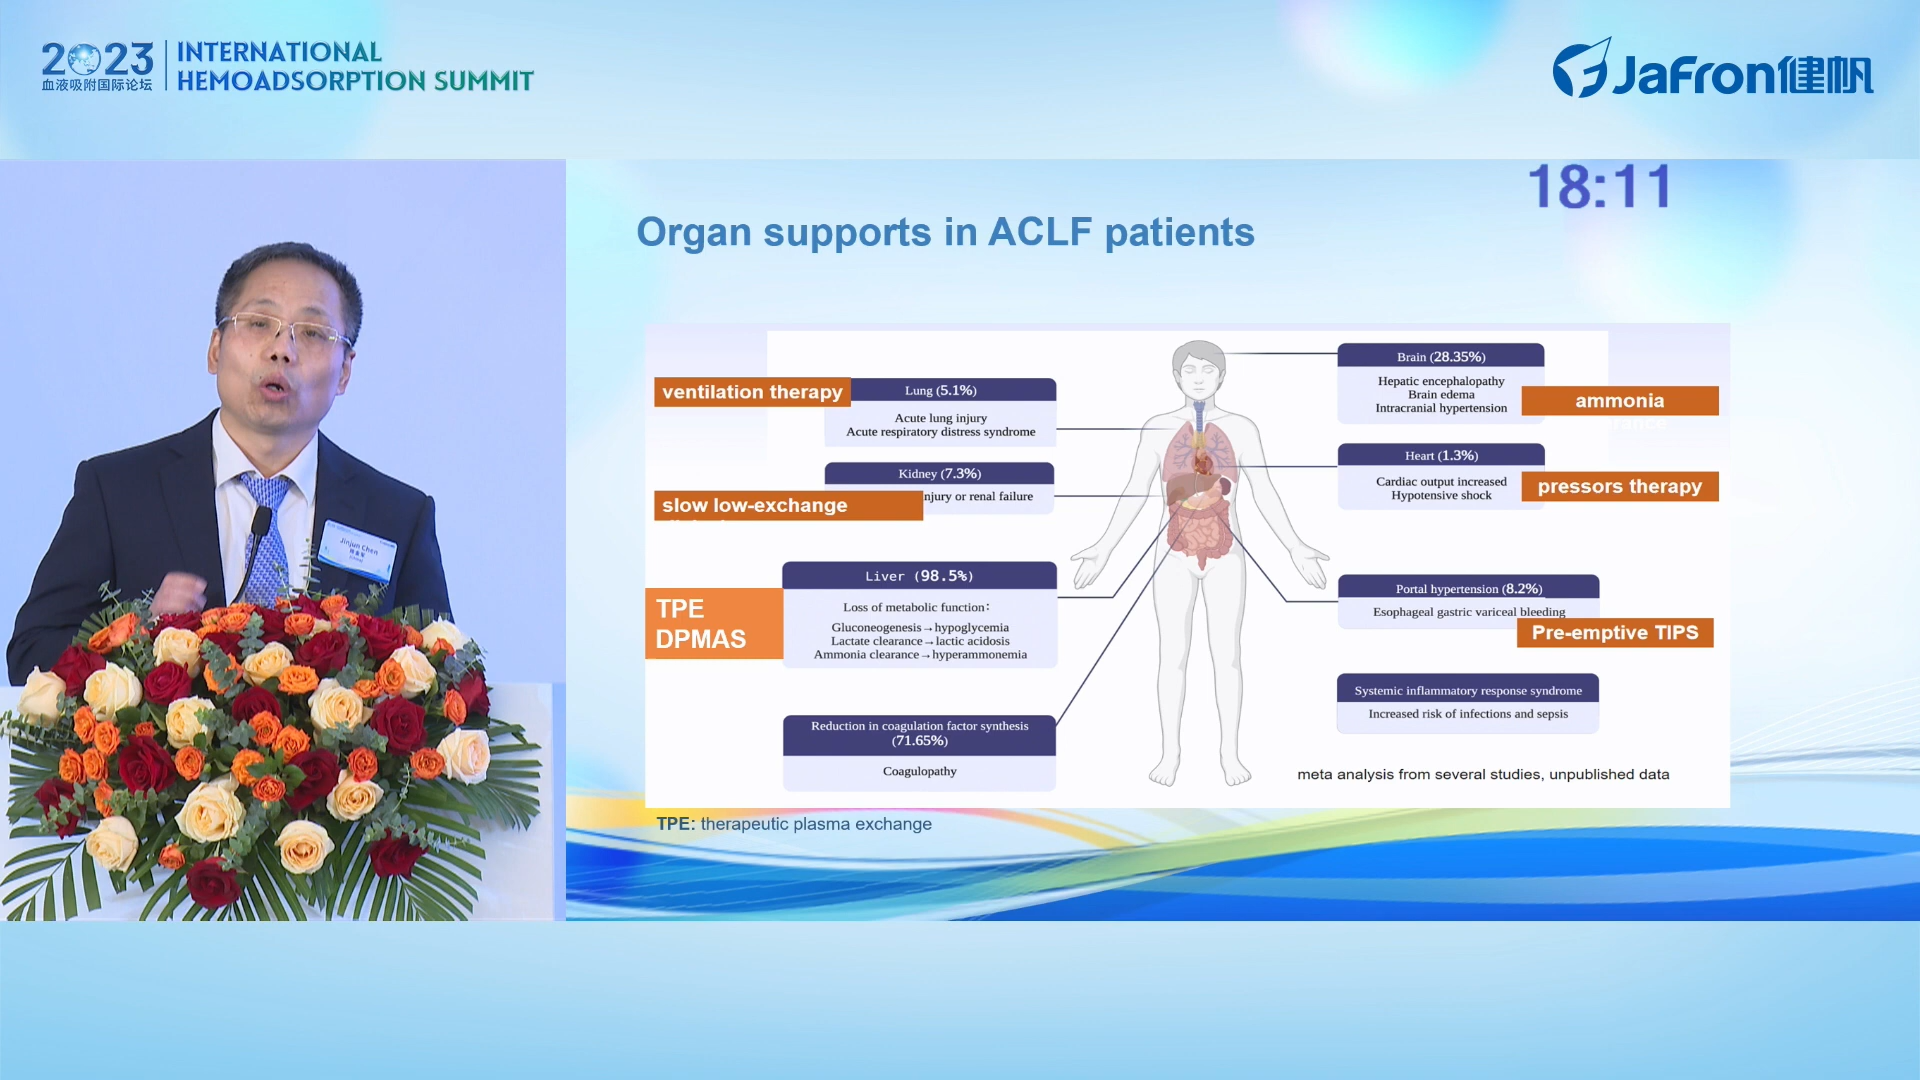 2023
血液吸附国际论坛
INTERNATIONAL
HEMOADSORPTION SUMMIT
JaFron健帆
18:11
Organ supports in ACLF patients
ventilation therapy
Lung (5.1%)
Acute lung injury
Acute respiratory distress syndrome
Kidney (7.3%)
njury or renal failure
slow low-exchange
TPE
DPMAS
Liver (98.5%)
Loss of metabolic function:
Gluconeogenesis→hypoglycemia
Lactate clearance→lactic acidosis
Ammonia clearance→hyperammonemia
Reduction in coagulation factor synthesis
(71.65%)
Coagulopathy
Brain (28.35%)
Hepatic encephalopathy
Brain edema
Intracranial hypertension
ammonia
Heart (1.3%)
Cardiac output increased
Hypotensive shock
pressors therapy
Portal hypertension (8.2%)
Esophageal gastric variceal bleeding
Pre-emptive TIPS
Systemic inflammatory response syndrome
Increased risk of infections and sepsis
meta analysis from several studies, unpublished data
TPE: therapeutic plasma exchange
Jinjun Chen